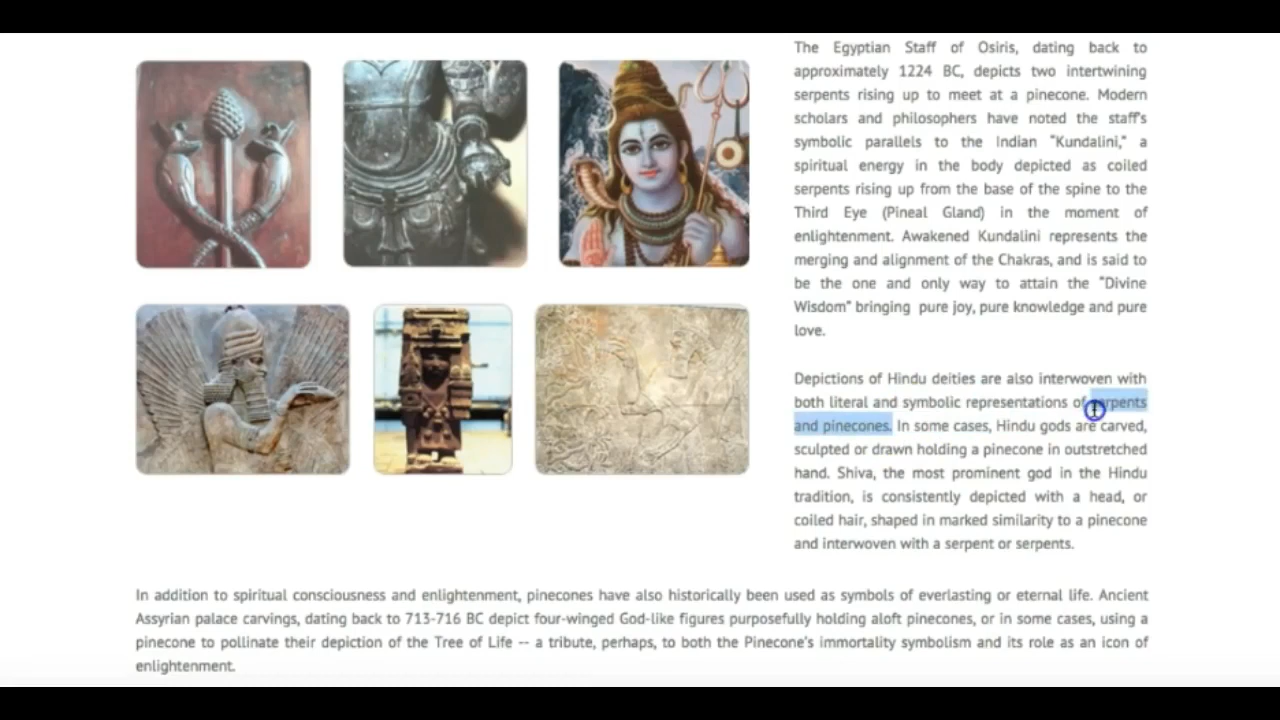 The Egyptian Staff of Osiris, dating back to
approximately 1224 BC, depicts two intertwining
serpents rising up to meet at a pinecone. Modern
scholars and philosophers have noted the staff's
symbolic parallels to the Indian "Kundalini," a
spiritual energy in the body depicted as coiled
serpents rising up from the base of the spine to the
Third Eye (Pineal Gland) in the moment of
enlightenment. Awakened Kundalini represents the
merging and alignment of the Chakras, and is said to
be the one and only way to attain the "Divine
Wisdom" bringing pure joy, pure knowledge and pure
love.
Depictions of Hindu deities are also interwoven with
both literal and symbolic representations of serpents
and pinecones. In some cases, Hindu gods are carved,
sculpted or drawn holding a pinecone in outstretched
hand. Shiva, the most prominent god in the Hindu
tradition, is consistently depicted with a head, or
coiled hair, shaped in marked similarity to a pinecone
and interwoven with a serpent or serpents.
In addition to spiritual consciousness and enlightenment, pinecones have also historically been used as symbols of everlasting or eternal life. Ancient
Assyrian palace carvings, dating back to 713-716 BC depict four-winged God-like figures purposefully holding aloft pinecones, or in some cases, using a
pinecone to pollinate their depiction of the Tree of Life -- a tribute, perhaps, to both the Pinecone's immortality symbolism and its role as an icon of
enlightenment.